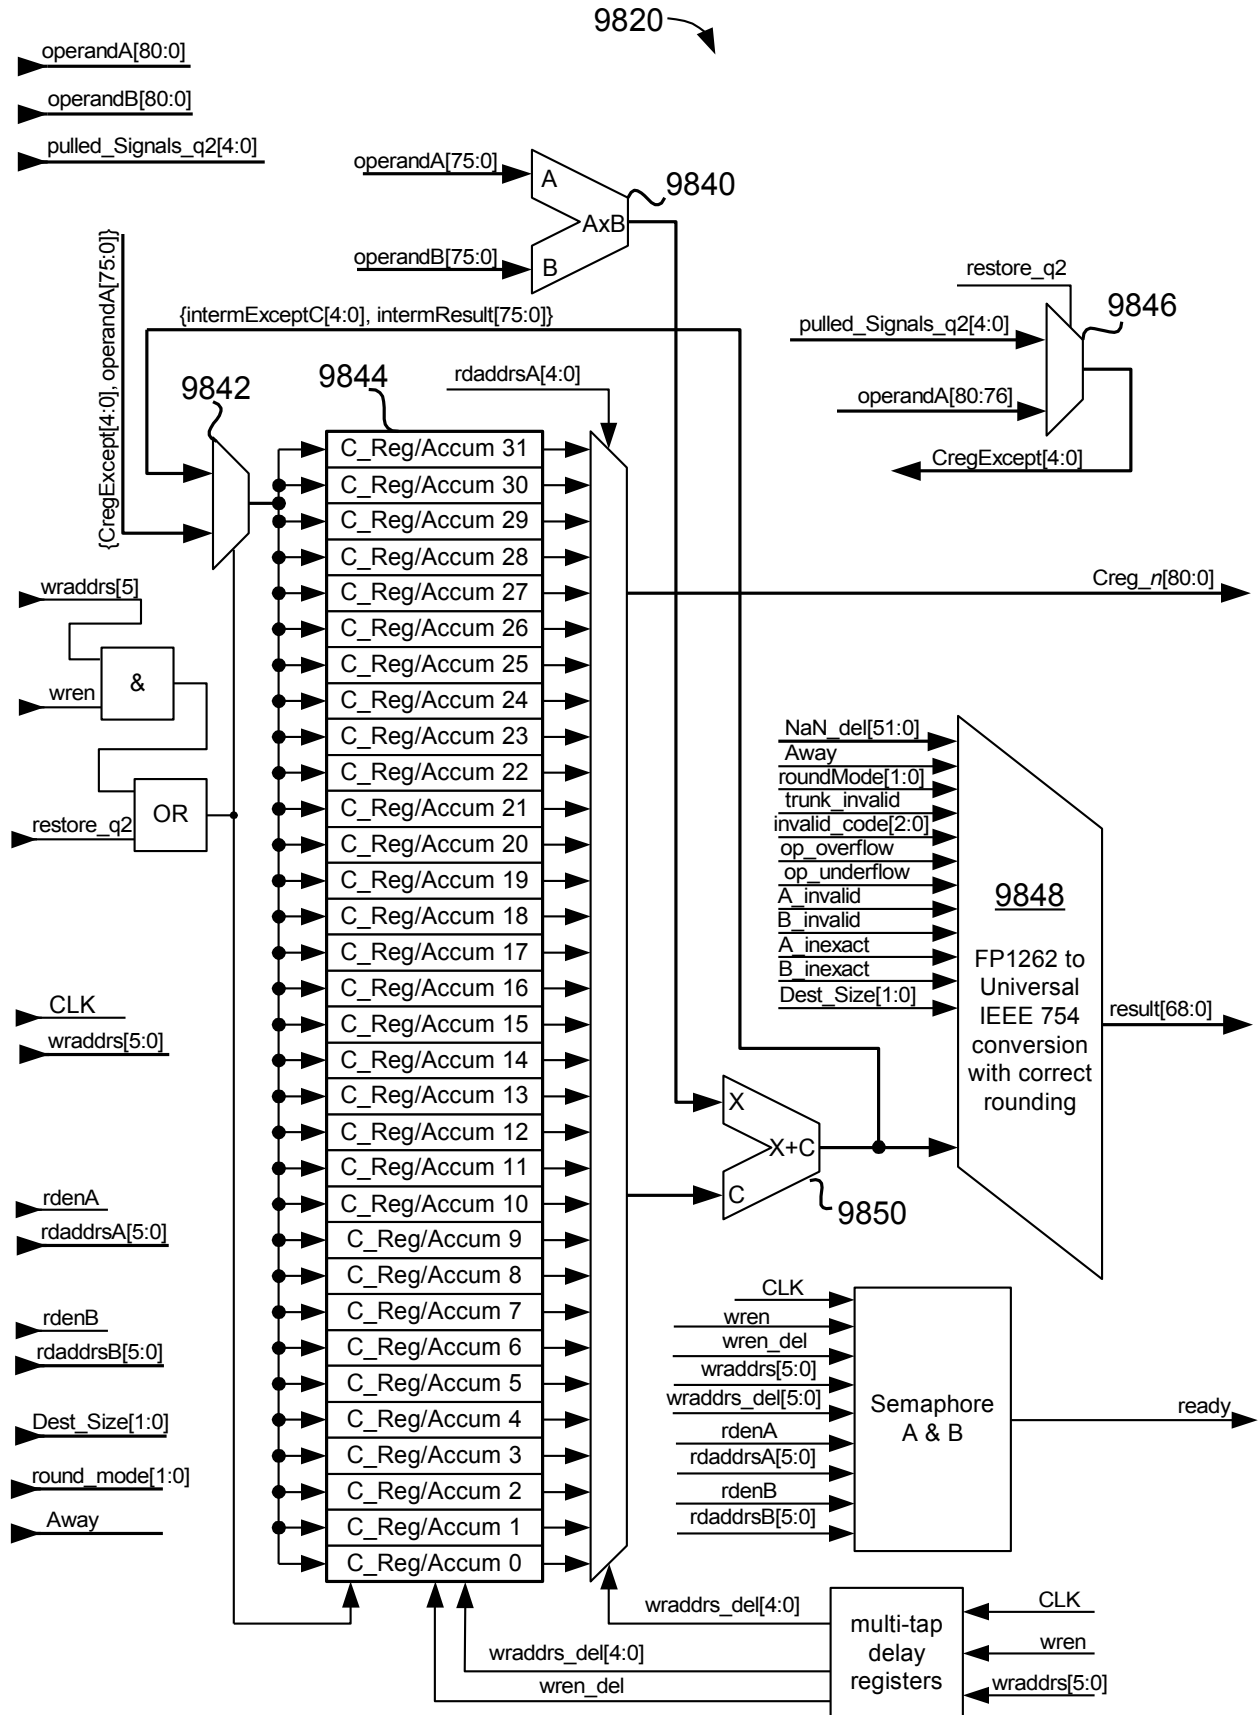 9820
operandA[80:0]
operandB[80:0]
pulled_Signals_q2[4:0]
operandA[75:0]
A
9840
AxB
operandB[75:0]
B
{CregExcept[4:0], operandA[75:0]}
{intermExceptC[4:0], intermResult[75:0]}
restore_q2
9846
pulled_Signals_q2[4:0]
operandA[80:76]
CregExcept[4:0]
9842
9844
rdaddrsA[4:0]
C_Reg/Accum 31
C_Reg/Accum 30
C_Reg/Accum 29
C_Reg/Accum 28
C_Reg/Accum 27
C_Reg/Accum 26
C_Reg/Accum 25
C_Reg/Accum 24
C_Reg/Accum 23
C_Reg/Accum 22
C_Reg/Accum 21
C_Reg/Accum 20
C_Reg/Accum 19
C_Reg/Accum 18
C_Reg/Accum 17
C_Reg/Accum 16
C_Reg/Accum 15
C_Reg/Accum 14
C_Reg/Accum 13
C_Reg/Accum 12
C_Reg/Accum 11
C_Reg/Accum 10
C_Reg/Accum 9
C_Reg/Accum 8
C_Reg/Accum 7
C_Reg/Accum 6
C_Reg/Accum 5
C_Reg/Accum 4
C_Reg/Accum 3
C_Reg/Accum 2
C_Reg/Accum 1
C_Reg/Accum 0
Creg_n[80:0]
wraddrs[5]
wren
&
restore_q2
OR
CLK
wraddrs[5:0]
rdenA
rdaddrsA[5:0]
rdenB
rdaddrsB[5:0]
Dest_Size[1:0]
round_mode[1:0]
Away
NaN_del[51:0]
Away
roundMode[1:0]
trunk_invalid
invalid_code[2:0]
op_overflow
op_underflow
A_invalid
B_invalid
A_inexact
B_inexact
Dest_Size[1:0]
9848
FP1262 to
Universal
IEEE 754
conversion
with correct
rounding
result[68:0]
X
X+C
C
9850
CLK
wren
wren_del
wraddrs[5:0]
wraddrs_del[5:0]
rdenA
rdaddrsA[5:0]
rdenB
rdaddrsB[5:0]
Semaphore
A & B
ready
wraddrs_del[4:0]
wraddrs_del[4:0]
wren_del
multi-tap
delay
registers
CLK
wren
wraddrs[5:0]